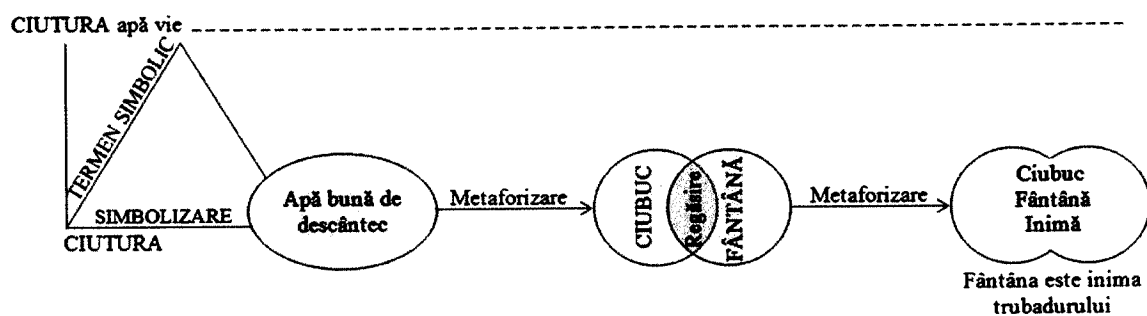 CIUTURA apă vie
TERMEN SIMBOLIC
SIMBOLIZARE
CIUTURA
Apă bună de
descântec
Metaforizare
CIUBUC
Regăsire
FÂNTÂNĂ
Metaforizare
Ciubuc
Fântână
Inimă
Fântâna este inima
trubadurului